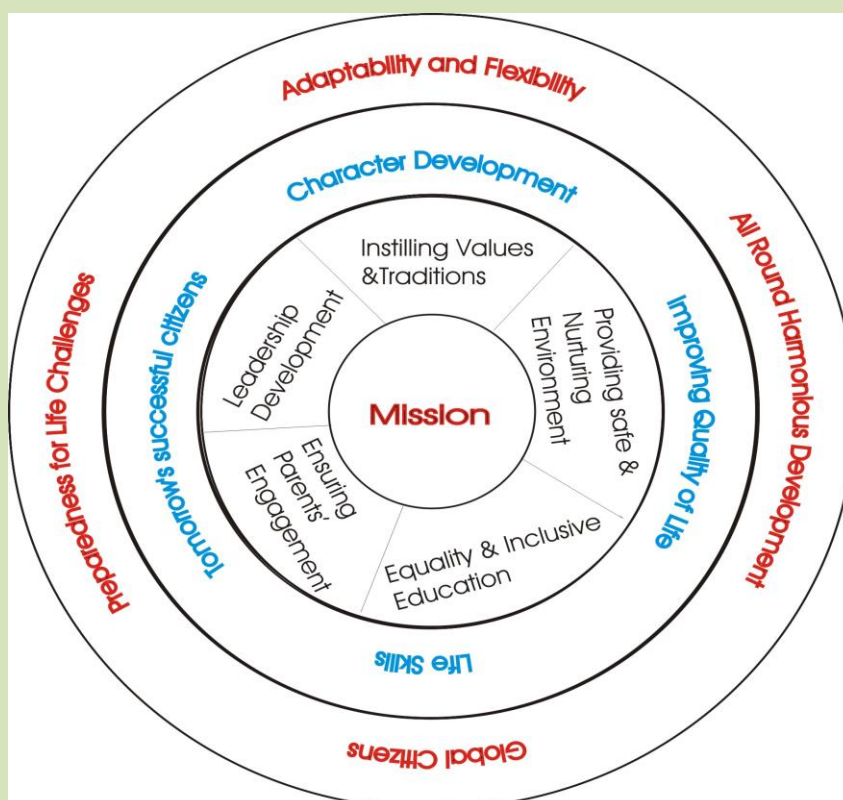 Adaptability and Flexibility
Character Development
Instilling Values
&Traditions
All Round Harmonious Development
Improving Quality of Life
Providing safe &
Nurturing
Environment
Mission
Leadership
Development
Tomorrow's successful citizens
Preparedness for Life Challenges
Ensuring
Parents'
Engagement
Equality & Inclusive
Education
Life Skills
Global Citizens